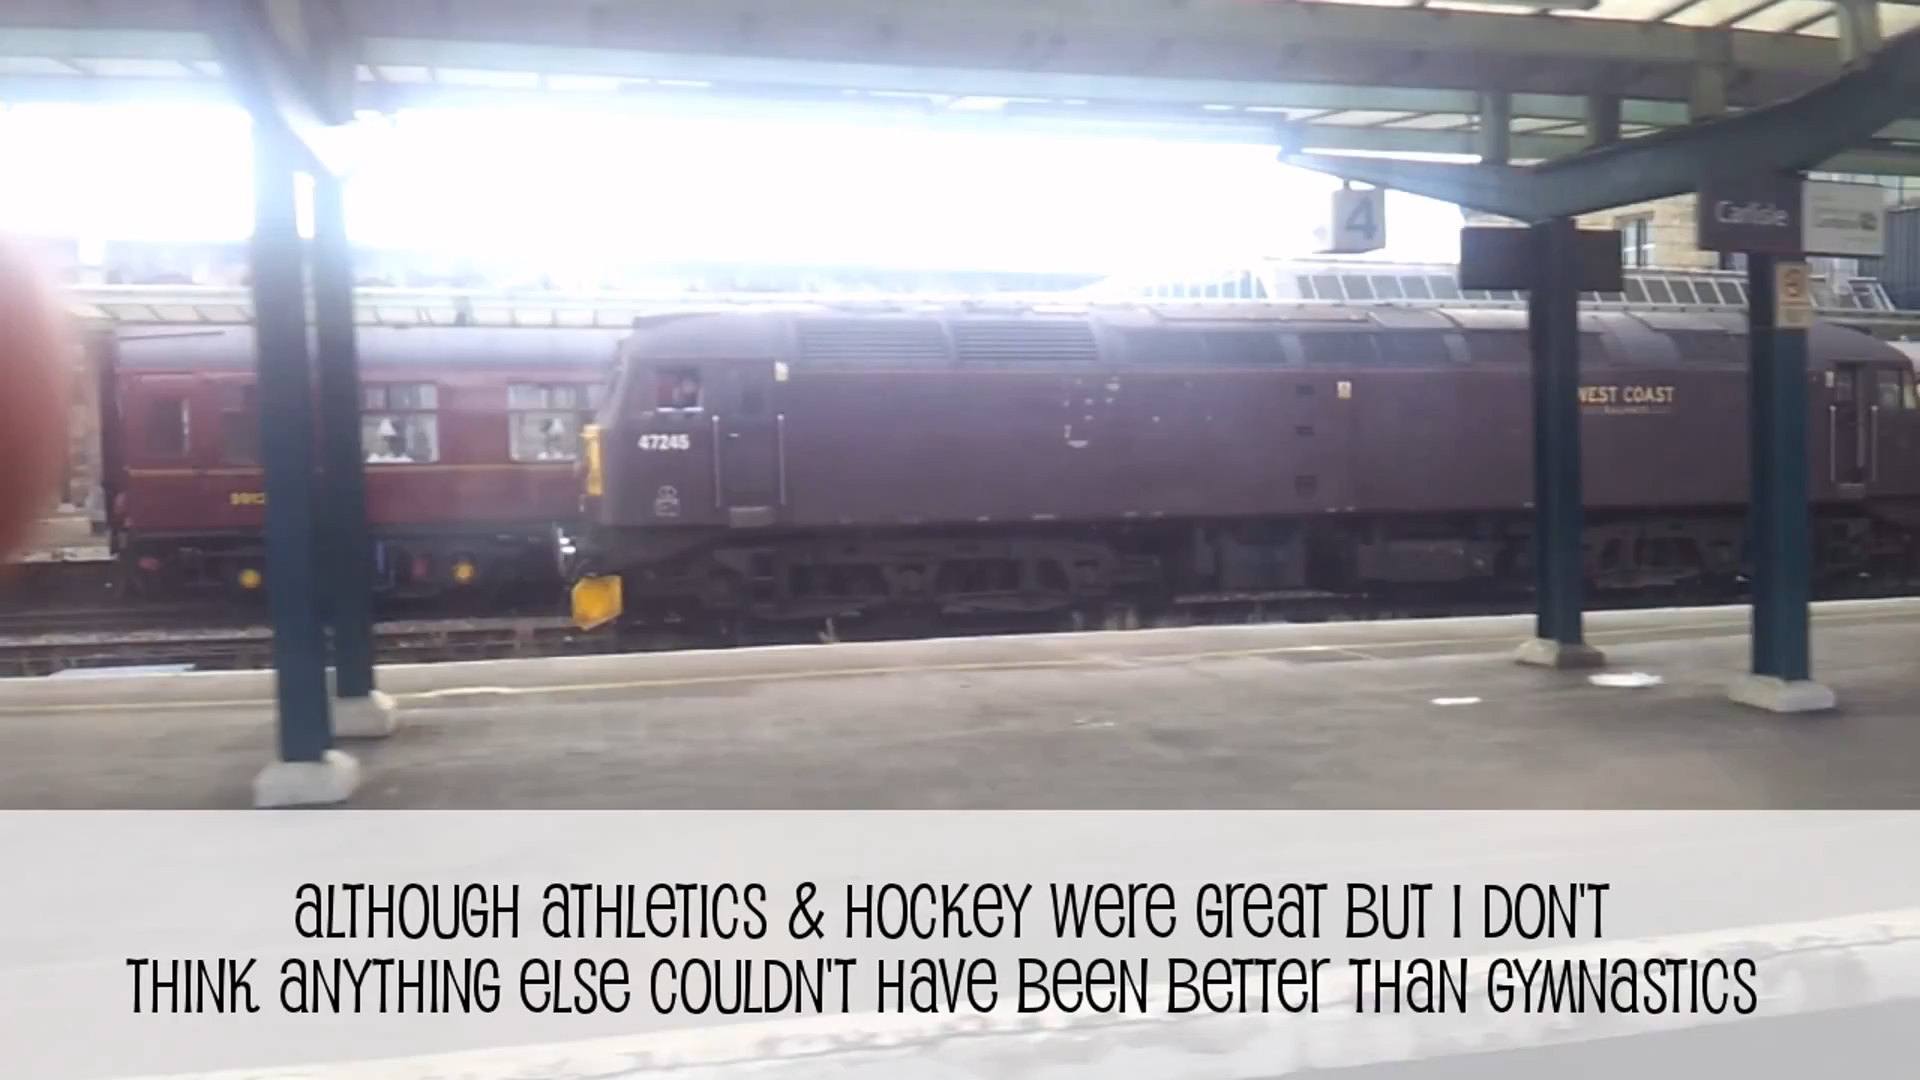 4
Carlisle
WEST COAST
RAILWAYS
47245
ALTHOUGH ATHLETICS & HOCKEY WERE GREAT BUT I DON'T
THINK ANYTHING ELSE COULDN'T HAVE BEEN BETTER THAN GYMNASTICS